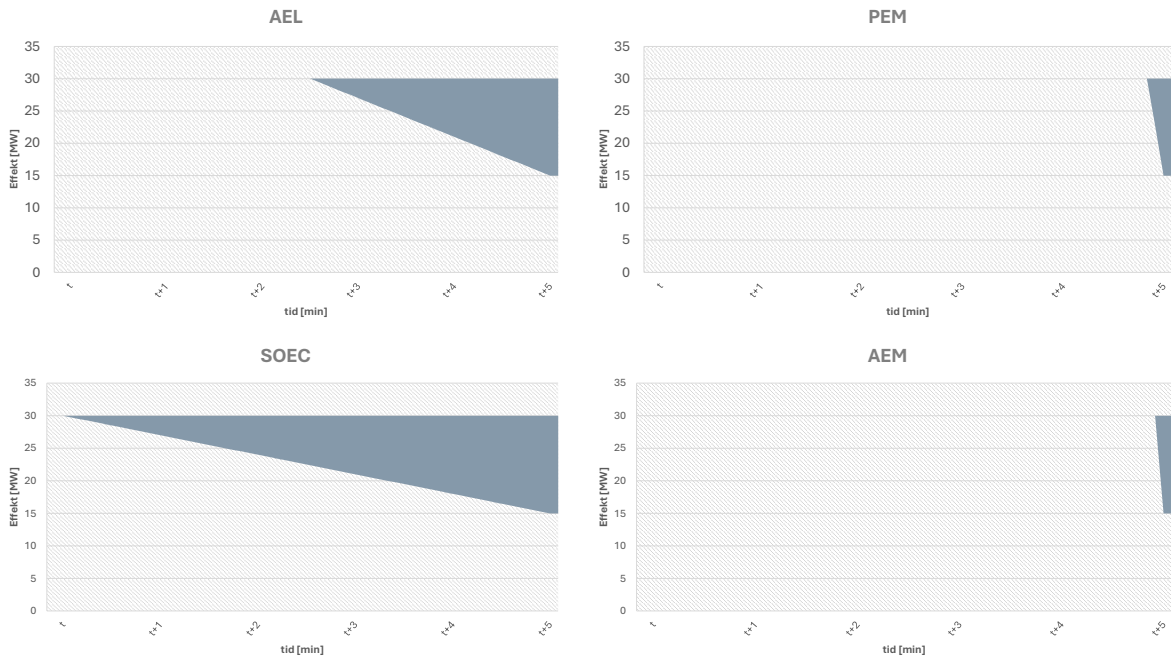 AEL
35
30
25
20
15
10
5
0
Effekt [MW]
t
t+1
t+2
t+3
t+4
t+5
tid [min]
PEM
35
30
25
20
15
10
5
0
Effekt [MW]
t
t+1
t+2
t+3
t+4
t+5
tid [min]
SOEC
35
30
25
20
15
10
5
0
Effekt [MW]
t
t+1
t+2
t+3
t+4
t+5
tid [min]
AEM
35
30
25
20
15
10
5
0
Effekt [MW]
t
t+1
t+2
t+3
t+4
t+5
tid [min]